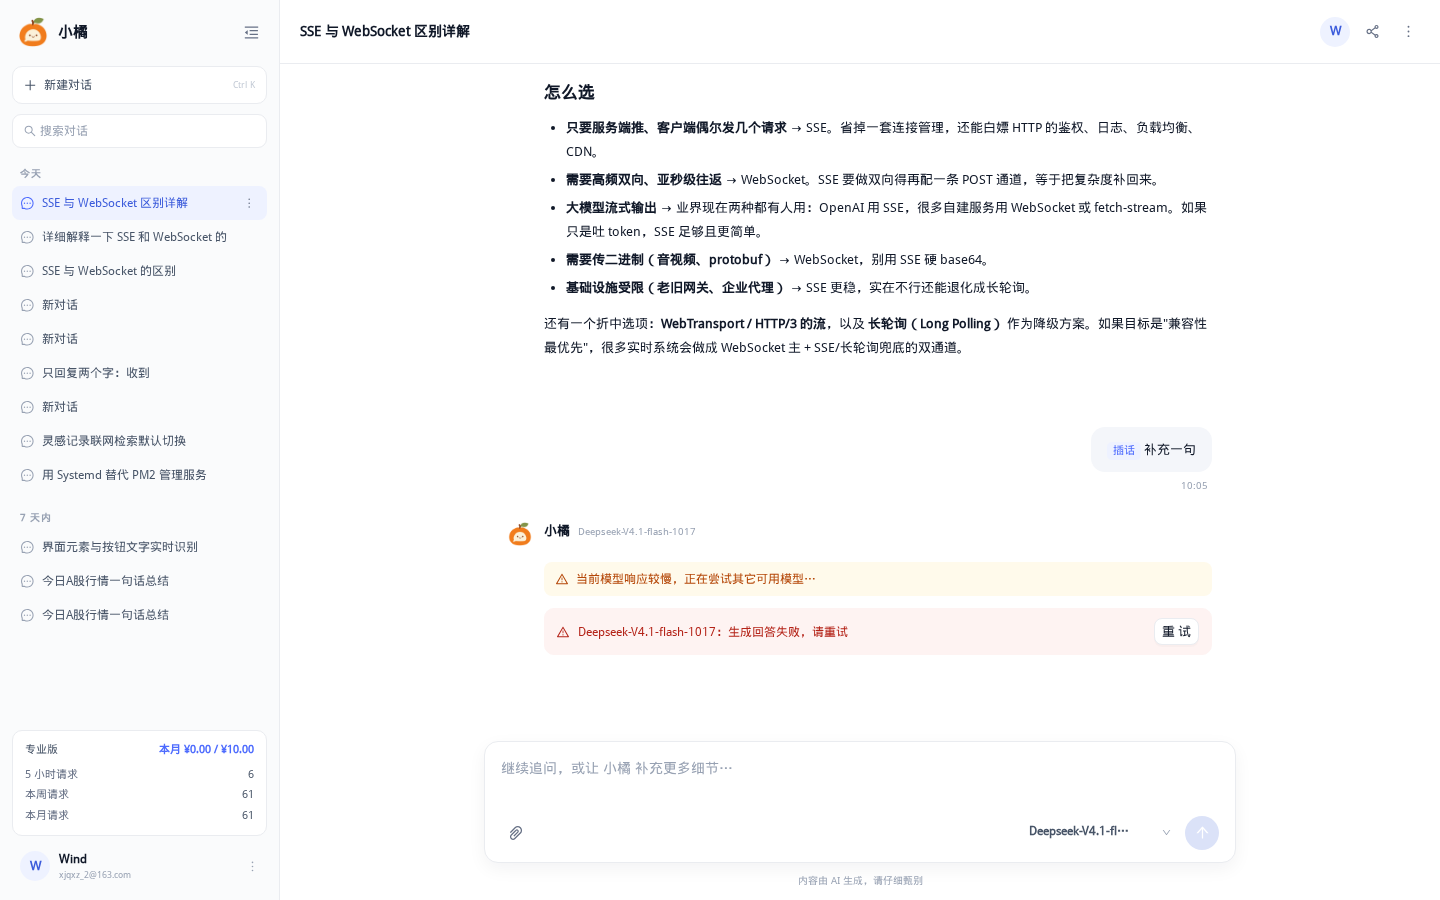 小橘
新建对话
Ctrl K
搜索对话
今天
SSE 与 WebSocket 区别详解
详细解释一下 SSE 和 WebSocket 的
SSE 与 WebSocket 的区别
新对话
新对话
只回复两个字：收到
新对话
灵感记录联网检索默认切换
用 Systemd 替代 PM2 管理服务
7 天内
界面元素与按钮文字实时识别
今日A股行情一句话总结
今日A股行情一句话总结
专业版
本月 ¥0.00 / ¥10.00
5 小时请求 6
本周请求 61
本月请求 61
W
Wind
xjqxz_2@163.com
SSE 与 WebSocket 区别详解
W
怎么选
• 只要服务端推、客户端偶尔发几个请求 → SSE。省掉一套连接管理，还能白嫖 HTTP 的鉴权、日志、负载均衡、
CDN。
• 需要高频双向、亚秒级往返 → WebSocket。SSE 要做双向得再配一条 POST 通道，等于把复杂度补回来。
• 大模型流式输出 → 业界现在两种都有人用：OpenAI 用 SSE，很多自建服务用 WebSocket 或 fetch-stream。如果
只是吐 token，SSE 足够且更简单。
• 需要传二进制（音视频、protobuf） → WebSocket，别用 SSE 硬 base64。
• 基础设施受限（老旧网关、企业代理） → SSE 更稳，实在不行还能退化成长轮询。
还有一个折中选项：WebTransport / HTTP/3 的流，以及 长轮询（Long Polling） 作为降级方案。如果目标是"兼容性
最优先"，很多实时系统会做成 WebSocket 主 + SSE/长轮询兜底的双通道。
插话 补充一句
10:05
小橘 Deepseek-V4.1-flash-1017
当前模型响应较慢，正在尝试其它可用模型…
Deepseek-V4.1-flash-1017：生成回答失败，请重试
重 试
继续追问，或让 小橘 补充更多细节…
Deepseek-V4.1-fl…
内容由 AI 生成，请仔细甄别